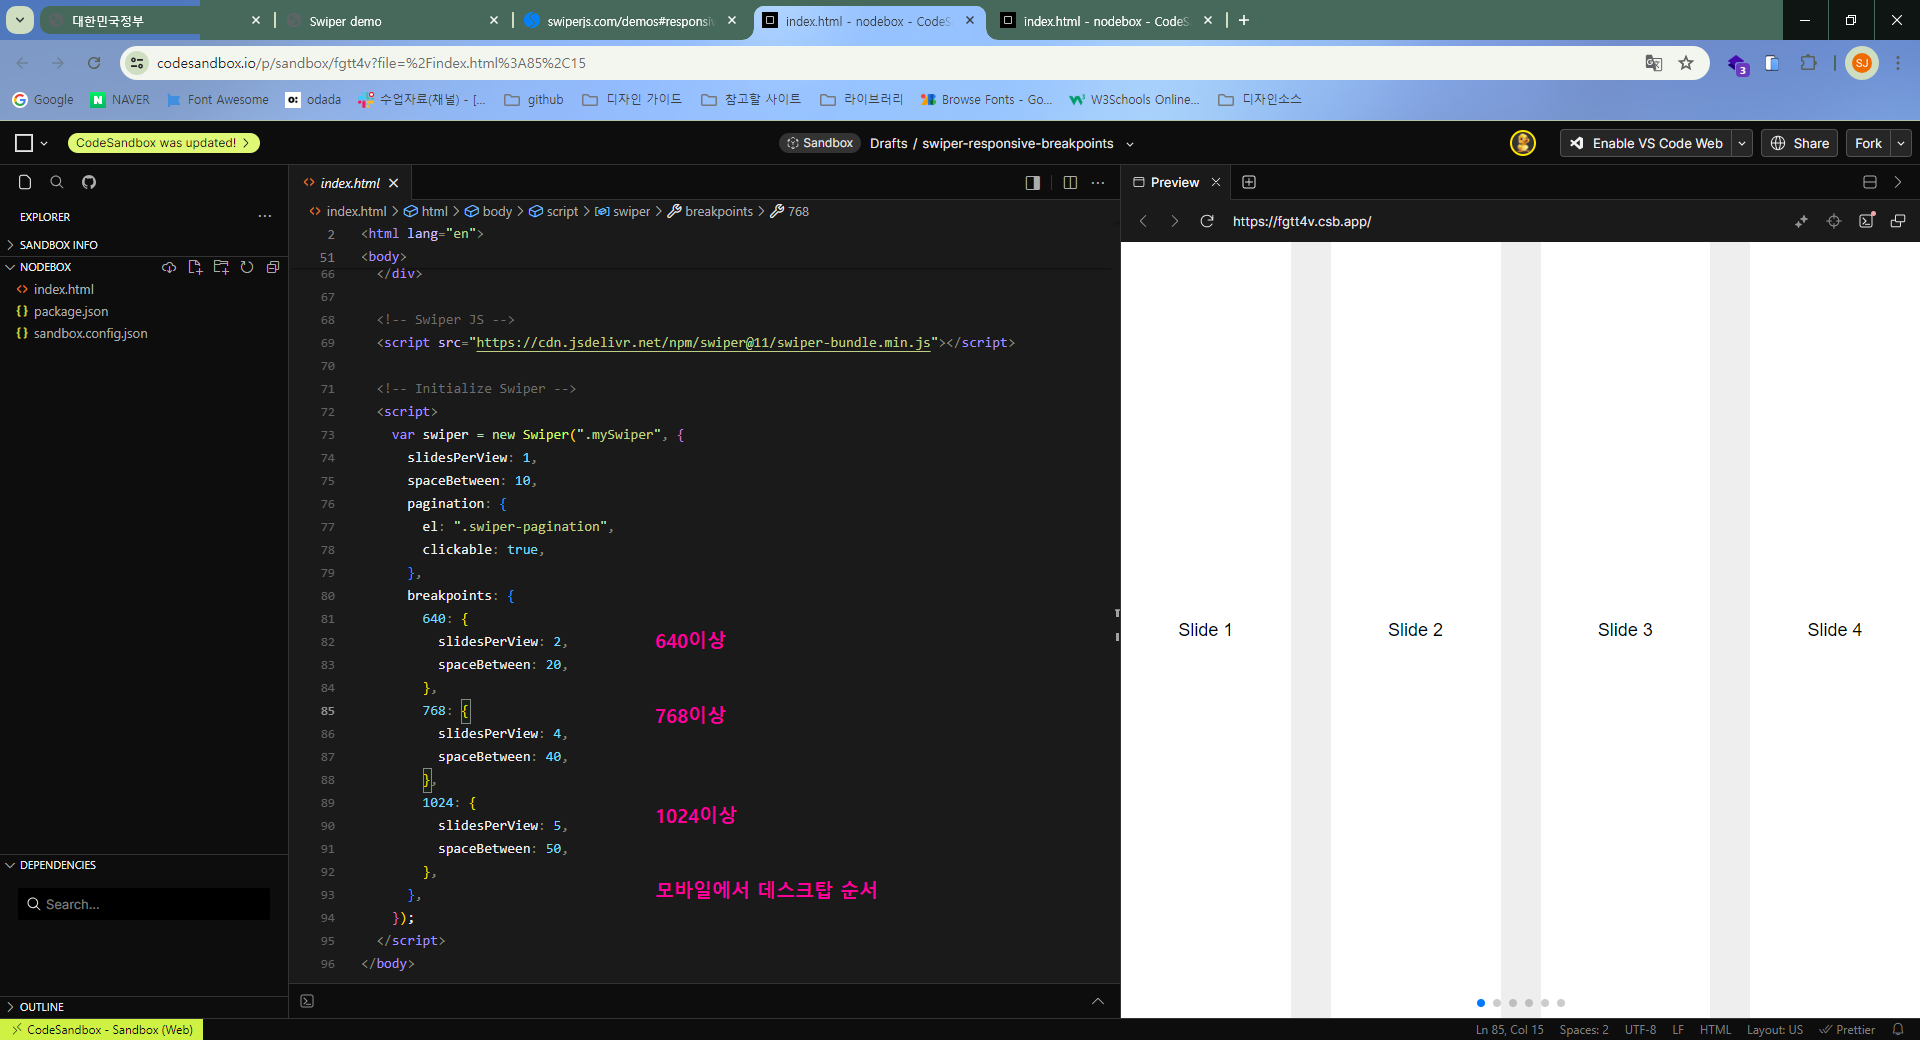 대한민국정부
Swiper demo
swiperjs.com/demos#responsiv
index.html - nodebox - CodeS
index.html - nodebox - CodeS
codesandbox.io/p/sandbox/fgtt4v?file=%2Findex.html%3A85%2C15
3
SJ
Google
NAVER
Font Awesome
odada
수업자료(채널) - [...
github
디자인 가이드
참고할 사이트
라이브러리
Browse Fonts - Go...
W3Schools Online...
디자인소스
CodeSandbox was updated!
Sandbox
Drafts / swiper-responsive-breakpoints
Enable VS Code Web
Share
Fork
index.html
Preview
EXPLORER
index.html > html > body > script > swiper > breakpoints > 768
https://fgtt4v.csb.app/
SANDBOX INFO
NODEBOX
index.html
package.json
sandbox.config.json
DEPENDENCIES
Search...
OUTLINE
2 <html lang="en">
51 <body>
66 </div>
67
68 <!-- Swiper JS -->
69 <script src="https://cdn.jsdelivr.net/npm/swiper@11/swiper-bundle.min.js"></script>
70
71 <!-- Initialize Swiper -->
72 <script>
73 var swiper = new Swiper(".mySwiper", {
74 slidesPerView: 1,
75 spaceBetween: 10,
76 pagination: {
77 el: ".swiper-pagination",
78 clickable: true,
79 },
80 breakpoints: {
81 640: {
82 slidesPerView: 2, 640이상
83 spaceBetween: 20,
84 },
85 768: { 768이상
86 slidesPerView: 4,
87 spaceBetween: 40,
88 },
89 1024: { 1024이상
90 slidesPerView: 5,
91 spaceBetween: 50,
92 },
93 }, 모바일에서 데스크탑 순서
94 });
95 </script>
96 </body>
Slide 1
Slide 2
Slide 3
Slide 4
CodeSandbox - Sandbox (Web)
Ln 85, Col 15
Spaces: 2
UTF-8
LF
HTML
Layout: US
Prettier